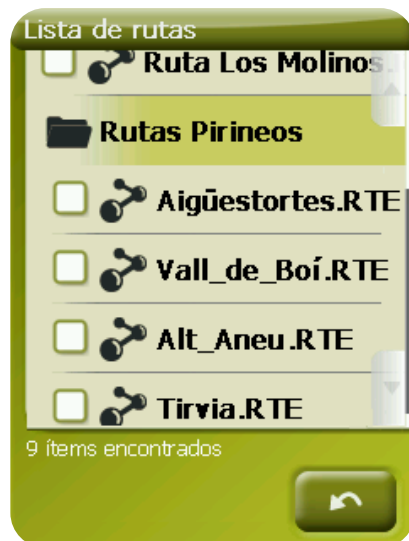 Lista de rutas
Ruta Los Molinos.
Rutas Pirineos
Aigüestortes.RTE
Vall_de_Boí.RTE
Alt_Aneu.RTE
Tirvia.RTE
9 ítems encontrados